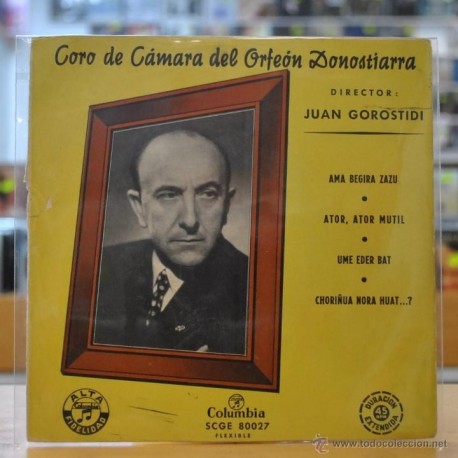 Coro de Cámara del Orfeón Donostiarra
DIRECTOR:
JUAN GOROSTIDI
AMA BEGIRA ZAZU
ATOR, ATOR MUTIL
UME EDER BAT
CHORIÑUA NORA HUAT...?
ALTA
FIDELIDAD
Columbia
SCGE 80027
FLEXIBLE
DURACION
45
EXTENDIDA
www.todocoleccion.net